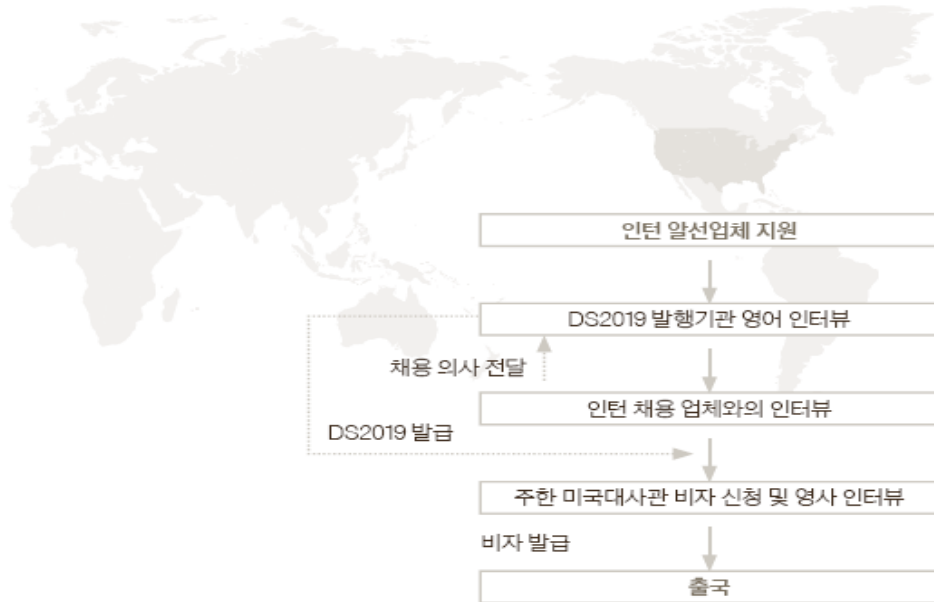 인턴 알선업체 지원
DS2019 발행기관 영어 인터뷰
채용 의사 전달
인턴 채용 업체와의 인터뷰
DS2019 발급
주한 미국대사관 비자 신청 및 영사 인터뷰
비자 발급
출국